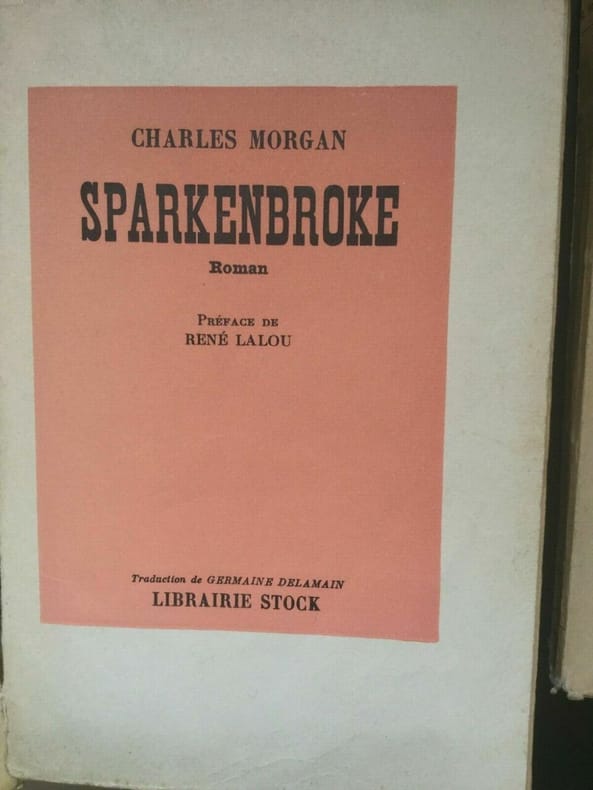 CHARLES MORGAN
SPARKENBROKE
Roman
PRÉFACE DE
RENÉ LALOU
Traduction de GERMAINE DELAMAIN
LIBRAIRIE STOCK